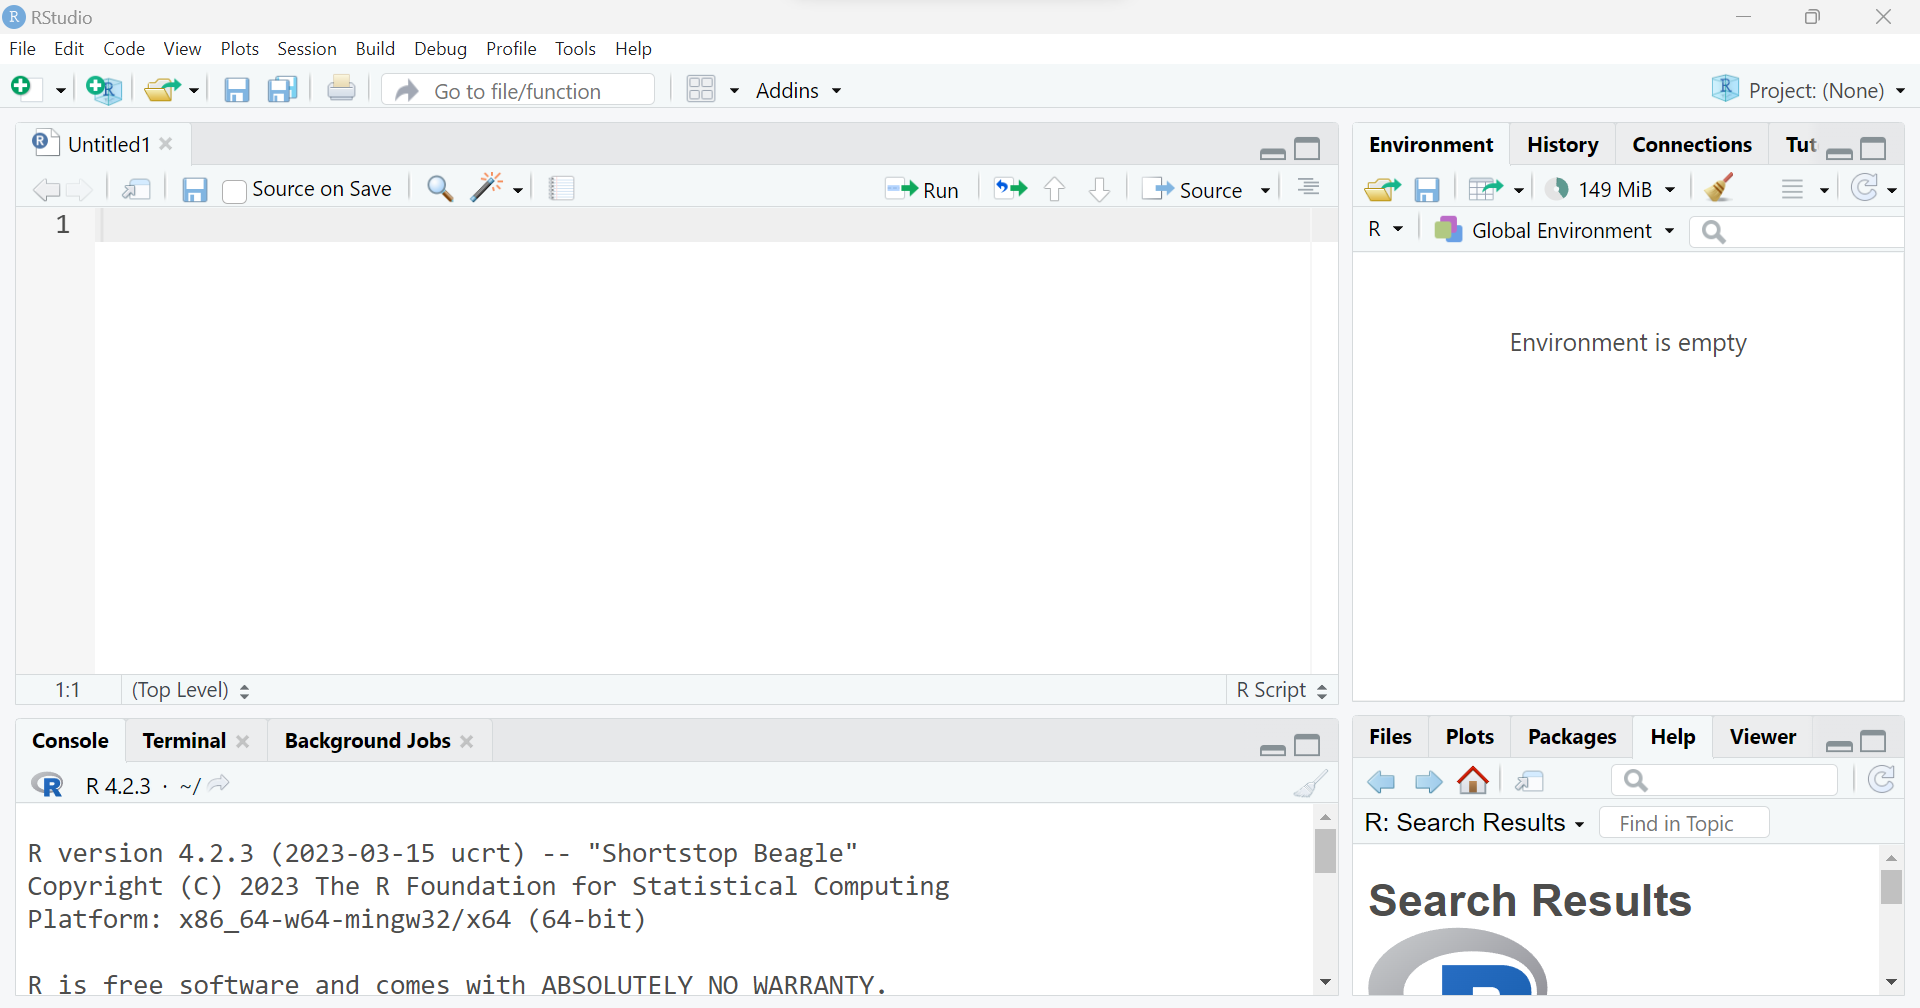 RStudio
File Edit Code View Plots Session Build Debug Profile Tools Help
Go to file/function Addins Project: (None)
Untitled1
Source on Save Run Source
1
1:1 (Top Level) R Script
Console Terminal Background Jobs
R 4.2.3 · ~/
R version 4.2.3 (2023-03-15 ucrt) -- "Shortstop Beagle"
Copyright (C) 2023 The R Foundation for Statistical Computing
Platform: x86_64-w64-mingw32/x64 (64-bit)
R is free software and comes with ABSOLUTELY NO WARRANTY.
Environment History Connections Tut
149 MiB
R Global Environment
Environment is empty
Files Plots Packages Help Viewer
R: Search Results Find in Topic
Search Results